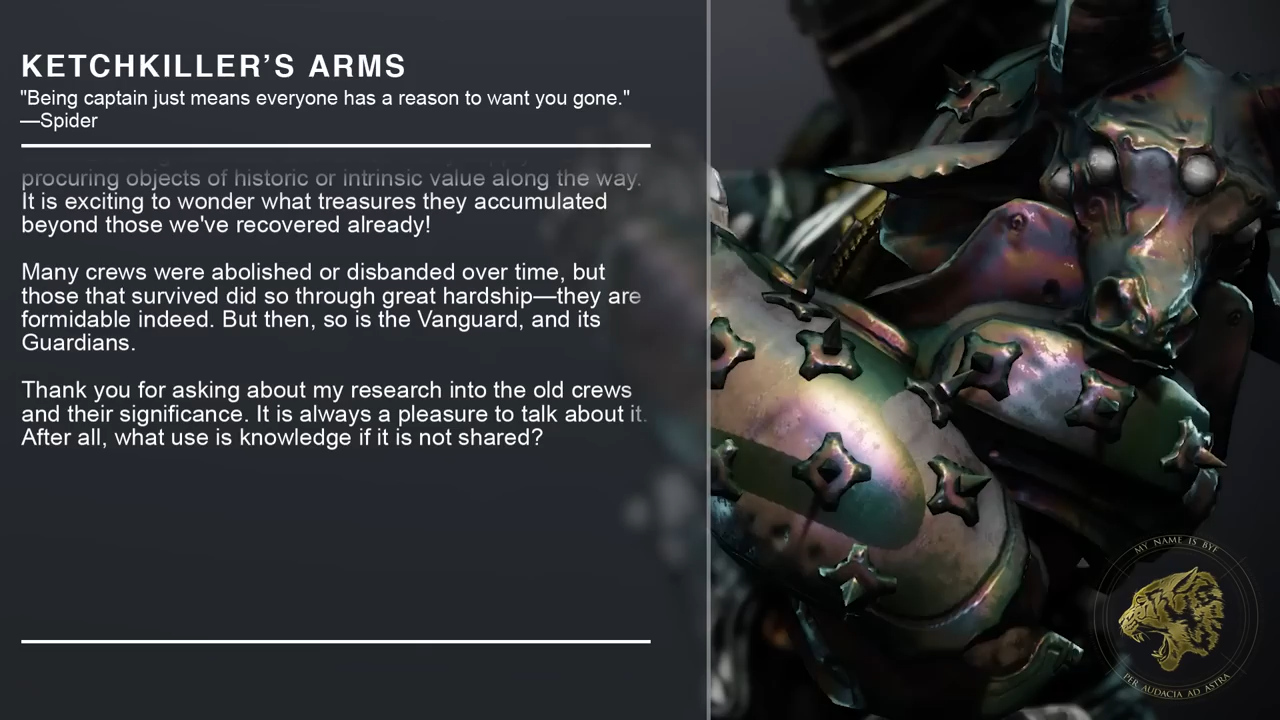 KETCHKILLER’S ARMS
"Being captain just means everyone has a reason to want you gone."
—Spider
procuring objects of historic or intrinsic value along the way.
It is exciting to wonder what treasures they accumulated
beyond those we've recovered already!
Many crews were abolished or disbanded over time, but
those that survived did so through great hardship—they are
formidable indeed. But then, so is the Vanguard, and its
Guardians.
Thank you for asking about my research into the old crews
and their significance. It is always a pleasure to talk about it.
After all, what use is knowledge if it is not shared?
MY NAME IS BYF
PER AUDACIA AD ASTRA